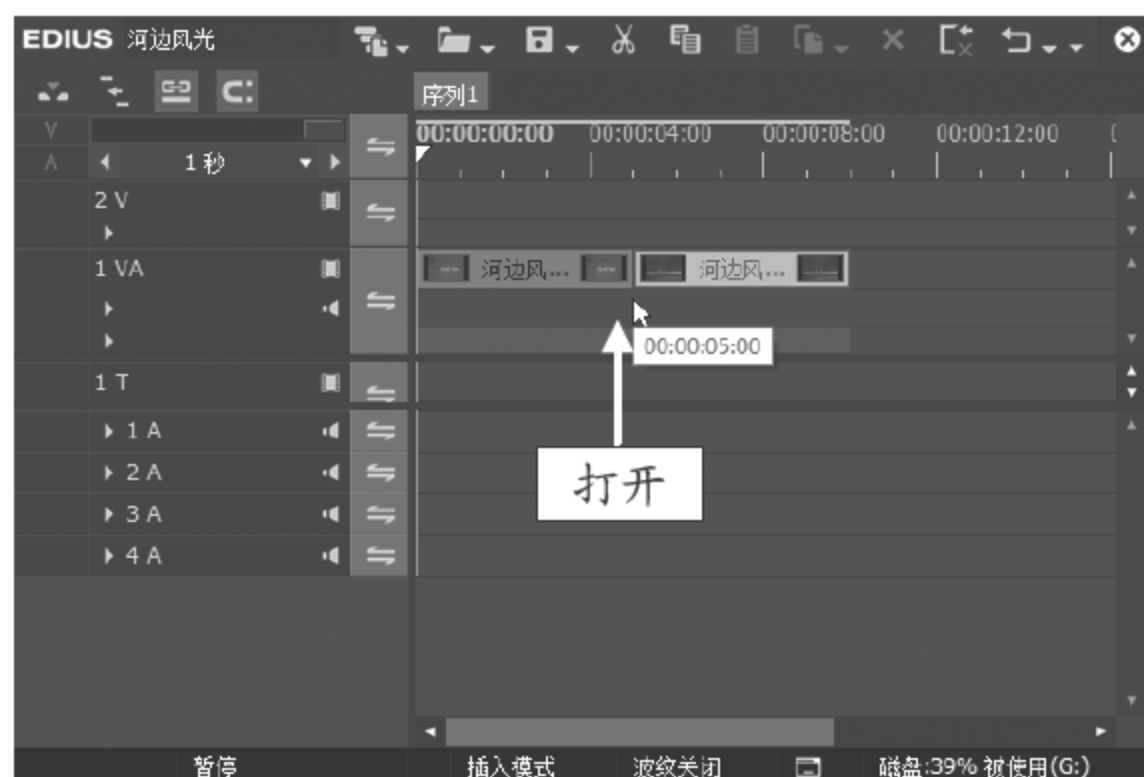 EDIUS 河边风光
序列1
V
A
1秒
00:00:00:00 00:00:04:00 00:00:08:00 00:00:12:00
2 V
1 VA
河边风... 河边风...
00:00:05:00
1 T
打开
1 A
2 A
3 A
4 A
暂停 插入模式 波纹关闭 磁盘:39% 被使用(G:)